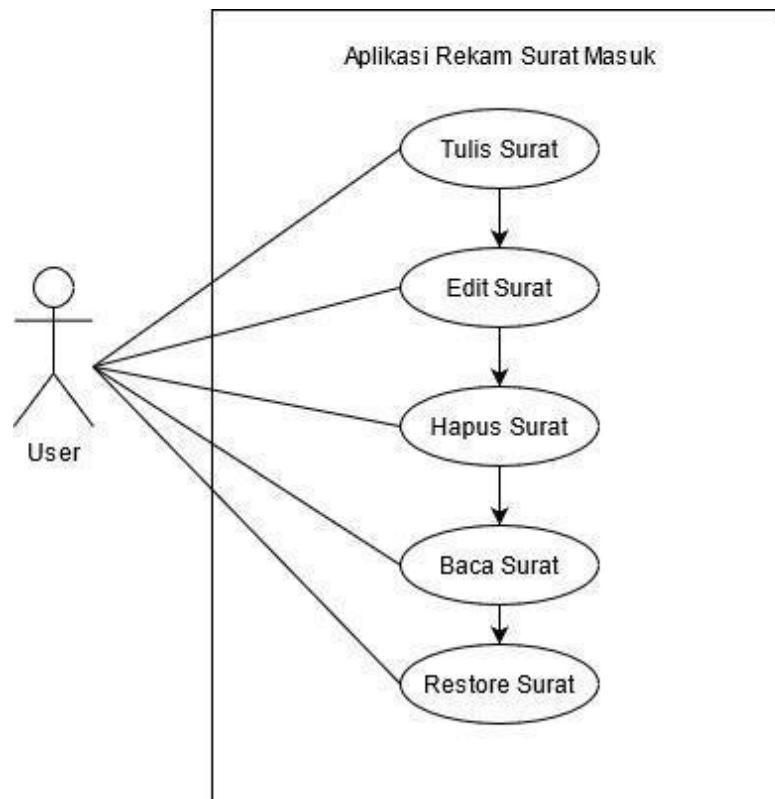 Aplikasi Rekam Surat Masuk
Tulis Surat
Edit Surat
Hapus Surat
User
Baca Surat
Restore Surat